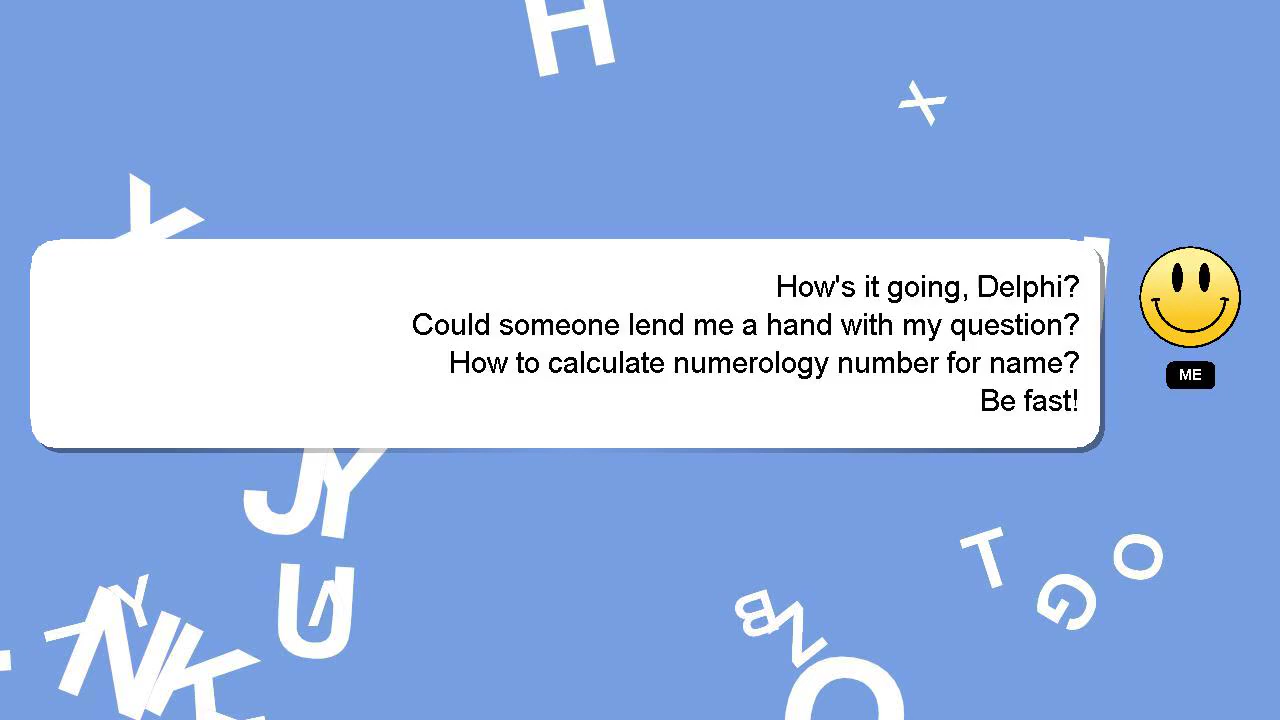 How's it going, Delphi?
Could someone lend me a hand with my question?
How to calculate numerology number for name?
Be fast!
ME
H
X
Y
J
Y
U
T
O
G
B
N
O
N
K
Y